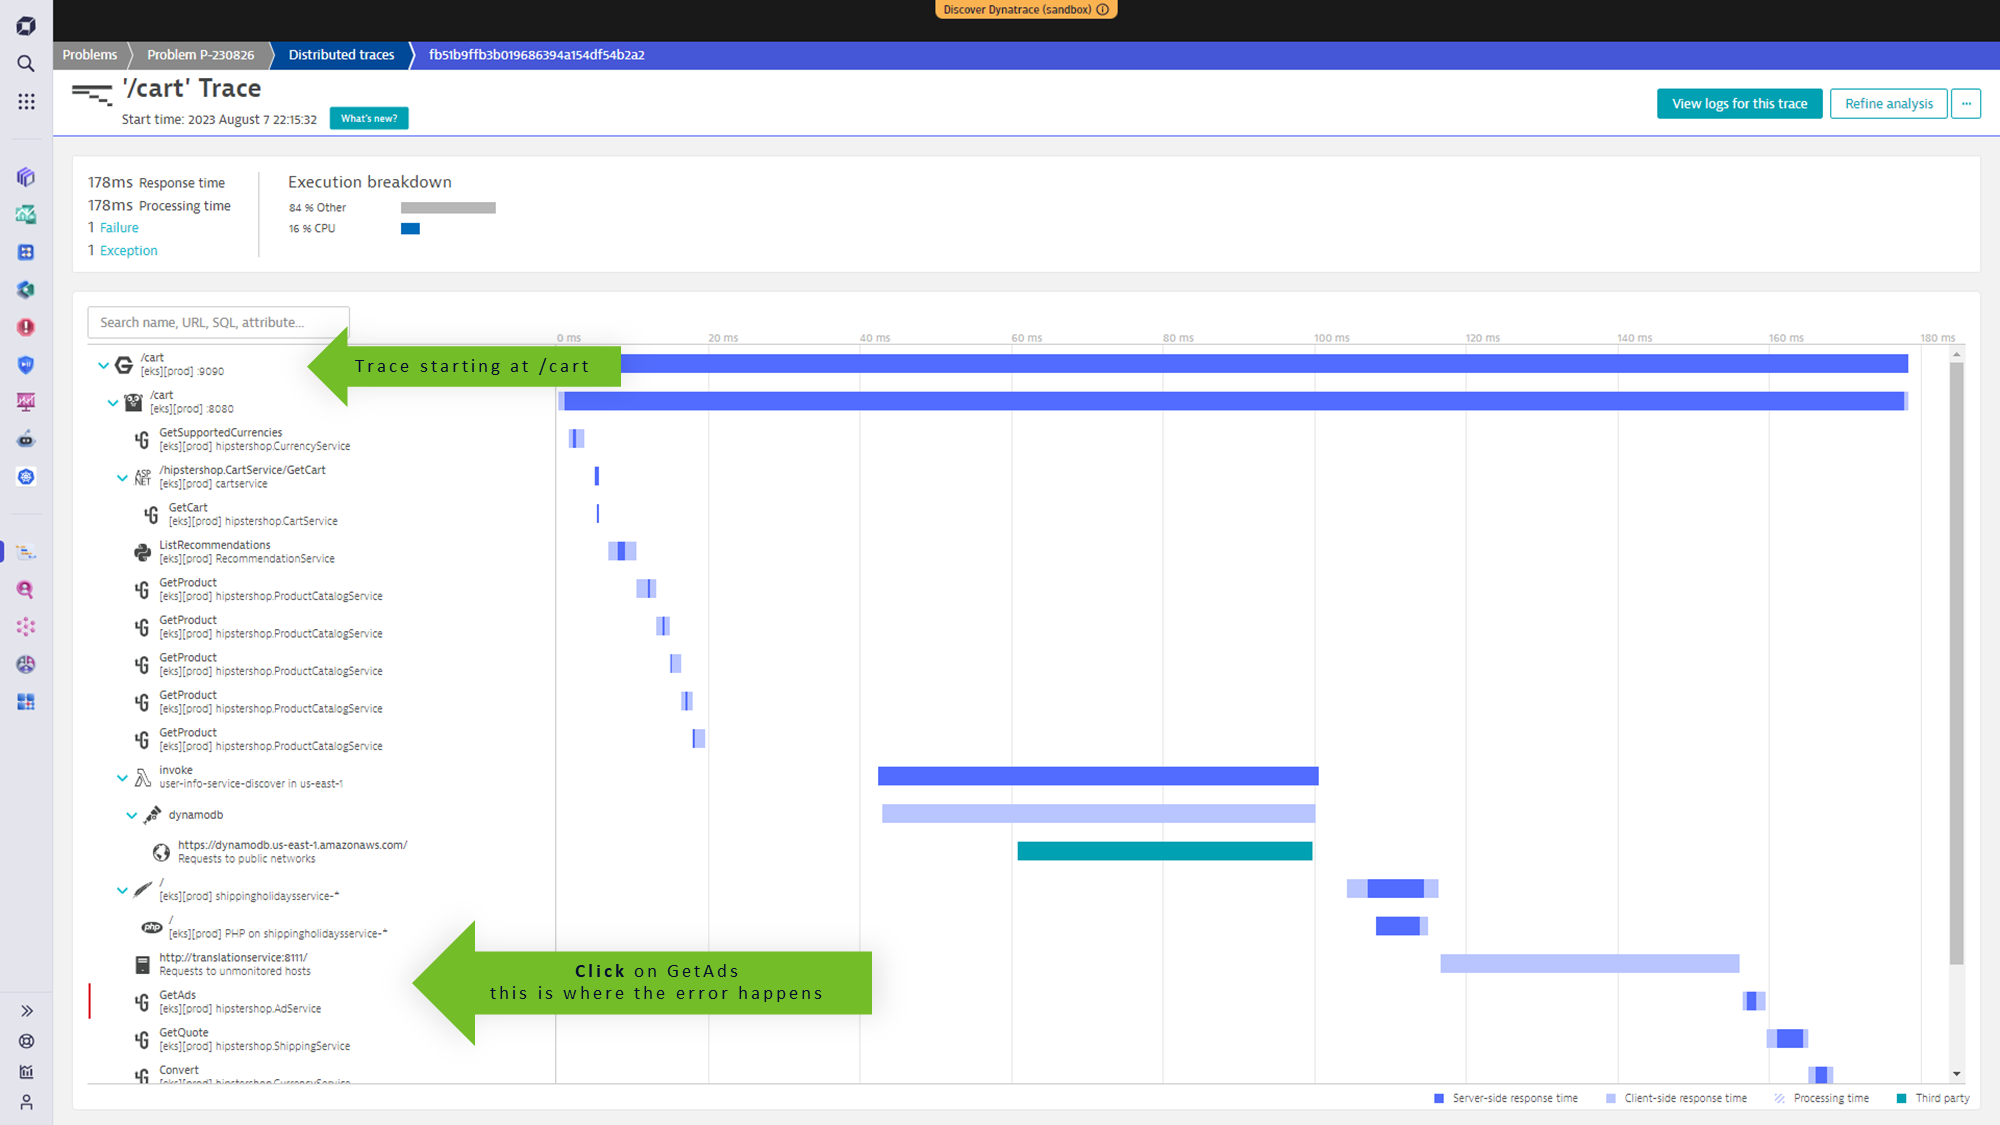 Discover Dynatrace (sandbox)
Problems
Problem P-230826
Distributed traces
fb51b9ffb3b019686394a154df54b2a2
'/cart' Trace
Start time: 2023 August 7 22:15:32
What's new?
View logs for this trace
Refine analysis
...
178ms Response time
178ms Processing time
1 Failure
1 Exception
Execution breakdown
84 % Other
16 % CPU
Search name, URL, SQL, attribute...
0 ms
20 ms
40 ms
60 ms
80 ms
100 ms
120 ms
140 ms
160 ms
180 ms
/cart
[eks][prod] :9090
Trace starting at /cart
/cart
[eks][prod] :8080
GetSupportedCurrencies
[eks][prod] hipstershop.CurrencyService
ASP
NET
/hipstershop.CartService/GetCart
[eks][prod] cartservice
GetCart
[eks][prod] hipstershop.CartService
ListRecommendations
[eks][prod] RecommendationService
GetProduct
[eks][prod] hipstershop.ProductCatalogService
GetProduct
[eks][prod] hipstershop.ProductCatalogService
GetProduct
[eks][prod] hipstershop.ProductCatalogService
GetProduct
[eks][prod] hipstershop.ProductCatalogService
GetProduct
[eks][prod] hipstershop.ProductCatalogService
invoke
user-info-service-discover in us-east-1
dynamodb
https://dynamodb.us-east-1.amazonaws.com/
Requests to public networks
/
[eks][prod] shippingholidaysservice-*
php
/
[eks][prod] PHP on shippingholidaysservice-*
http://translationservice:8111/
Requests to unmonitored hosts
Click on GetAds
this is where the error happens
GetAds
[eks][prod] hipstershop.AdService
GetQuote
[eks][prod] hipstershop.ShippingService
Convert
[eks][prod] hipstershop.CurrencyService
Server-side response time
Client-side response time
Processing time
Third party